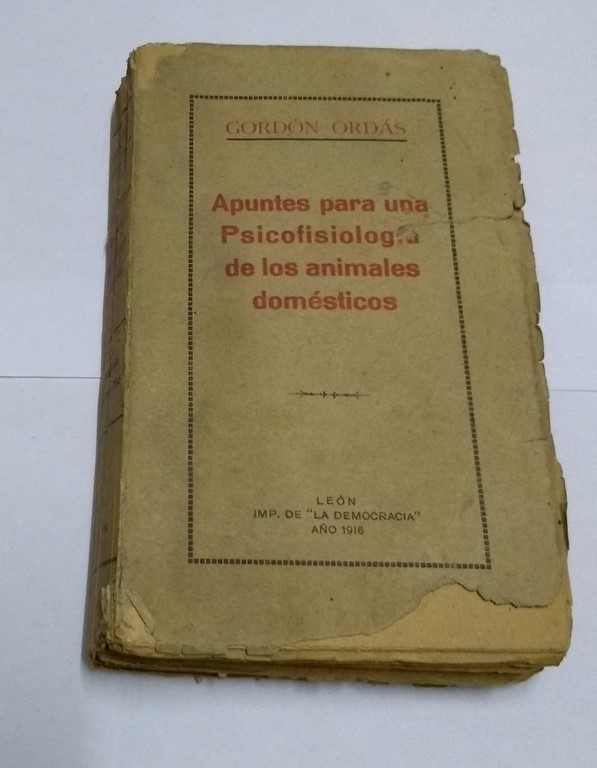 GORDÓN ORDÁS
Apuntes para una
Psicofisiología
de los animales
domésticos
LEÓN
IMP. DE "LA DEMOCRACIA"
AÑO 1916